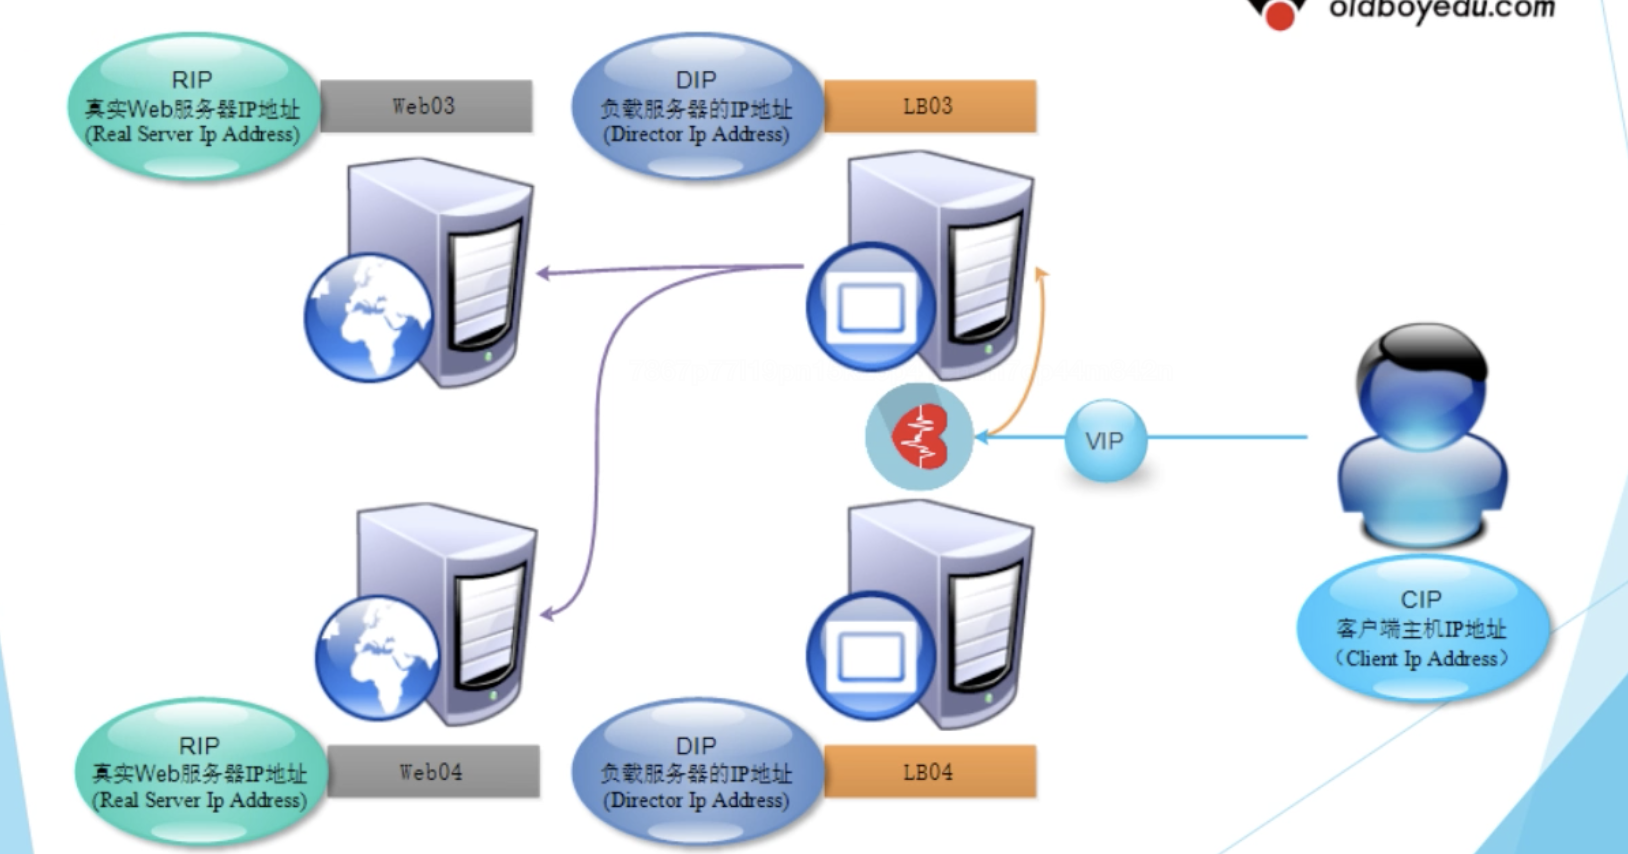 oldboyedu.com
RIP
真实Web服务器IP地址
(Real Server Ip Address)
Web03
DIP
负载服务器的IP地址
(Director Ip Address)
LB03
VIP
CIP
客户端主机IP地址
（Client Ip Address）
RIP
真实Web服务器IP地址
(Real Server Ip Address)
Web04
DIP
负载服务器的IP地址
(Director Ip Address)
LB04